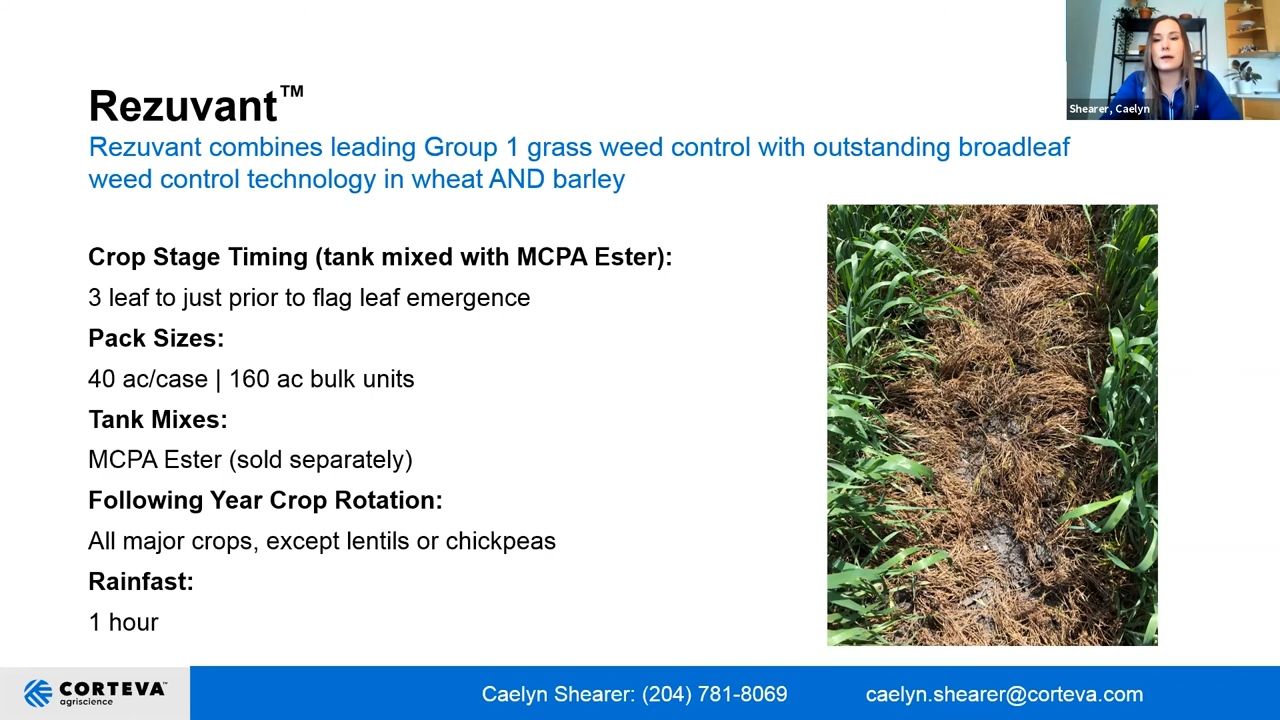 Shearer, Caelyn
Rezuvant™
Rezuvant combines leading Group 1 grass weed control with outstanding broadleaf
weed control technology in wheat AND barley
Crop Stage Timing (tank mixed with MCPA Ester):
3 leaf to just prior to flag leaf emergence
Pack Sizes:
40 ac/case | 160 ac bulk units
Tank Mixes:
MCPA Ester (sold separately)
Following Year Crop Rotation:
All major crops, except lentils or chickpeas
Rainfast:
1 hour
CORTEVA™
agriscience
Caelyn Shearer: (204) 781-8069
caelyn.shearer@corteva.com